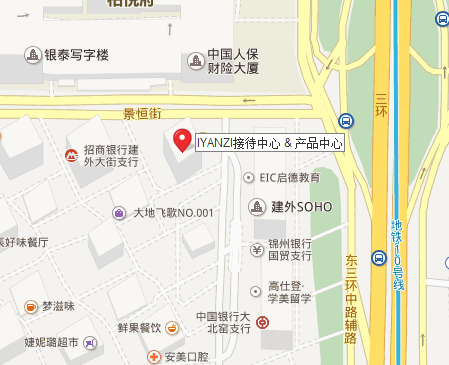 柏悦府
银泰写字楼
中国人保
财险大厦
景恒街
三环
IYANZI接待中心 & 产品中心
招商银行建
外大街支行
EIC启德教育
大地飞歌NO.001
建外SOHO
地铁10号线
好味餐厅
锦州银行
国贸支行
东三环中路辅路
高仕登·
学美留学
梦滋味
中国银行大
北窑支行
鲜果餐饮
婕妮璐超市
安美口腔